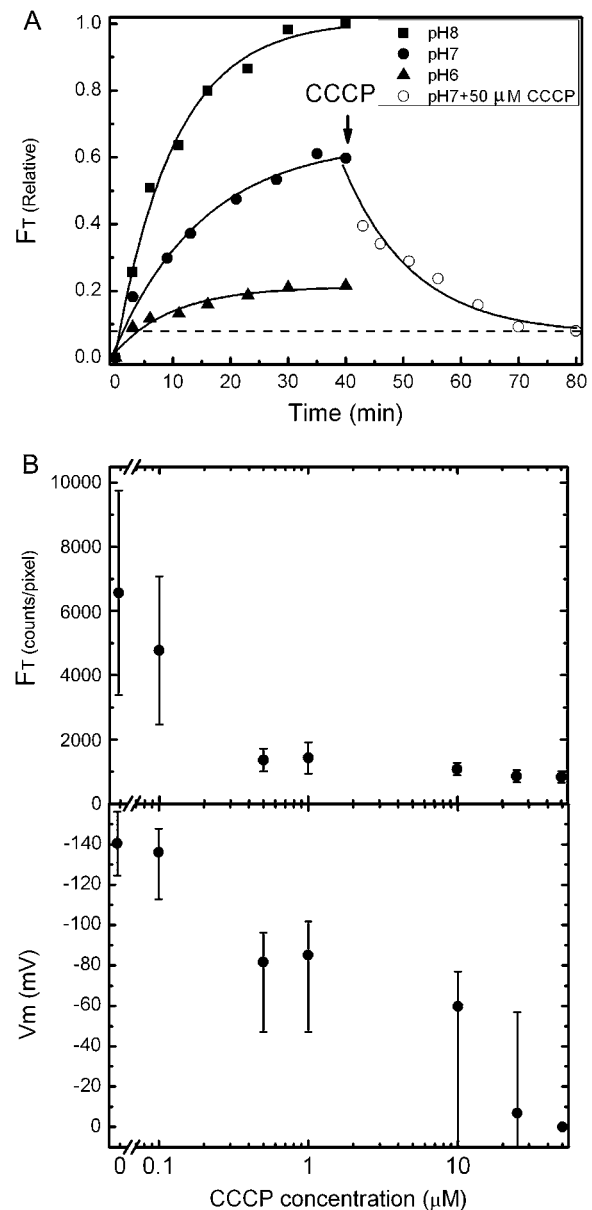 A
pH8
pH7
pH6
pH7+50 μM CCCP
CCCP
FT (Relative)
1.0
0.8
0.6
0.4
0.2
0.0
0 10 20 30 40 50 60 70 80
Time (min)
B
FT (counts/pixel)
10000
8000
6000
4000
2000
0
Vm (mV)
-140
-120
-100
-80
-60
-40
-20
0
0 0.1 1 10
CCCP concentration (μM)